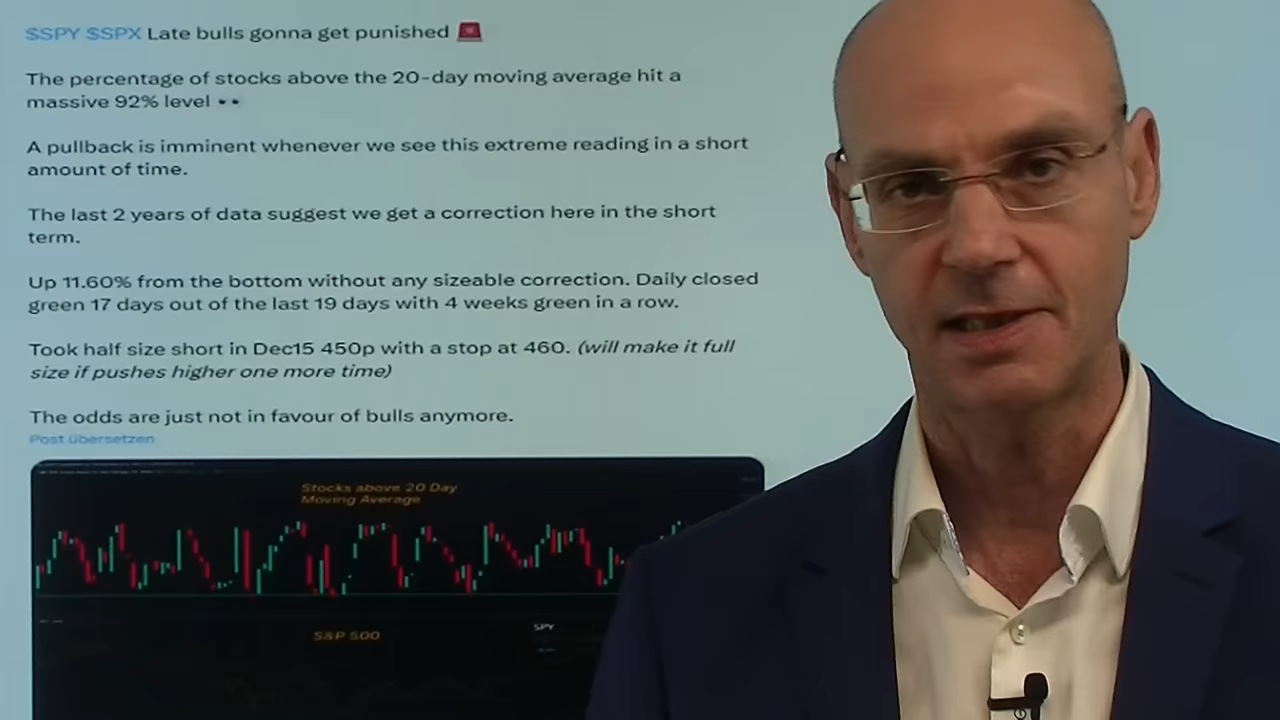 $SPY $SPX Late bulls gonna get punished 🚨
The percentage of stocks above the 20-day moving average hit a
massive 92% level 👀
A pullback is imminent whenever we see this extreme reading in a short
amount of time.
The last 2 years of data suggest we get a correction here in the short
term.
Up 11.60% from the bottom without any sizeable correction. Daily closed
green 17 days out of the last 19 days with 4 weeks green in a row.
Took half size short in Dec15 450p with a stop at 460. (will make it full
size if pushes higher one more time)
The odds are just not in favour of bulls anymore.
Post übersetzen
Stocks above 20 Day
Moving Average
S&P 500
SPY